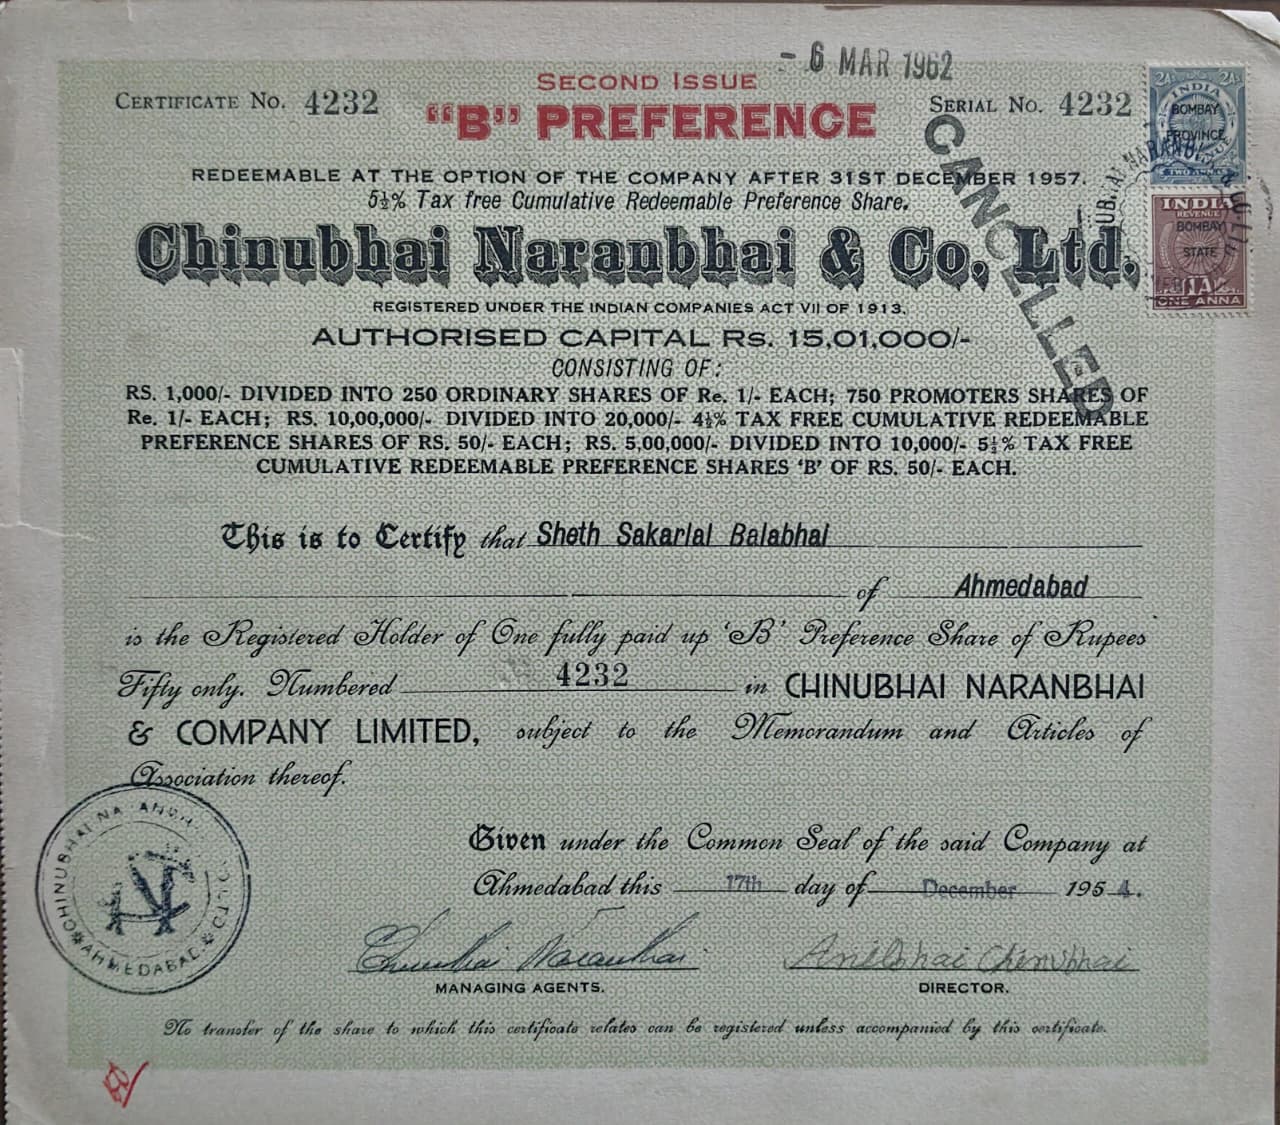 - 6 MAR 1962
SECOND ISSUE
CERTIFICATE NO. 4232
"B" PREFERENCE
SERIAL NO. 4232
CANCELLED
2As 2As
INDIA
BOMBAY
PROVINCE
REVENUE
TWO ANNAS
INDIA
REVENUE
BOMBAY
STATE
1A
ONE ANNA
REDEEMABLE AT THE OPTION OF THE COMPANY AFTER 31ST DECEMBER 1957.
5½% Tax free Cumulative Redeemable Preference Share.
Chinubhai Naranbhai & Co, Ltd.
REGISTERED UNDER THE INDIAN COMPANIES ACT VII OF 1913.
AUTHORISED CAPITAL Rs. 15,01,000/-
CONSISTING OF:
RS. 1,000/- DIVIDED INTO 250 ORDINARY SHARES OF Re. 1/- EACH; 750 PROMOTERS SHARES OF
Re. 1/- EACH; RS. 10,00,000/- DIVIDED INTO 20,000/- 4½% TAX FREE CUMULATIVE REDEEMABLE
PREFERENCE SHARES OF RS. 50/- EACH; RS. 5,00,000/- DIVIDED INTO 10,000/- 5½% TAX FREE
CUMULATIVE REDEEMABLE PREFERENCE SHARES 'B' OF RS. 50/- EACH.
This is to Certify that Sheth Sakarlal Balabhai
of Ahmedabad
is the Registered Holder of One fully paid up 'B' Preference Share of Rupees
Fifty only. Numbered 4232 in CHINUBHAI NARANBHAI
& COMPANY LIMITED, subject to the Memorandum and Articles of
Association thereof.
CHINUBHAI
AHMEDABAD
Given under the Common Seal of the said Company at
Ahmedabad this 17th day of December 1954.
Chinubhai Naranbhai
Anilbhai Chinubhai
MANAGING AGENTS.
DIRECTOR.
No transfer of the share to which this certificate relates can be registered unless accompanied by this certificate.